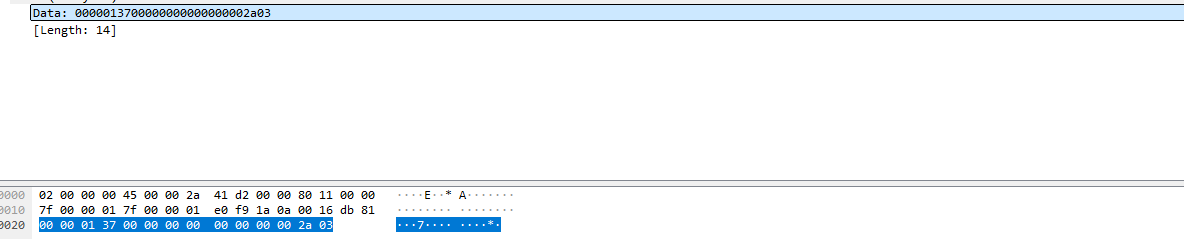 Data: 0000013700000000000000002a03
[Length: 14]
0000 02 00 00 00 45 00 00 2a 41 d2 00 00 80 11 00 00 ····E··* A·······
0010 7f 00 00 01 7f 00 00 01 e0 f9 1a 0a 00 16 db 81 ········ ········
0020 00 00 01 37 00 00 00 00 00 00 00 00 2a 03 ···7···· ····*·